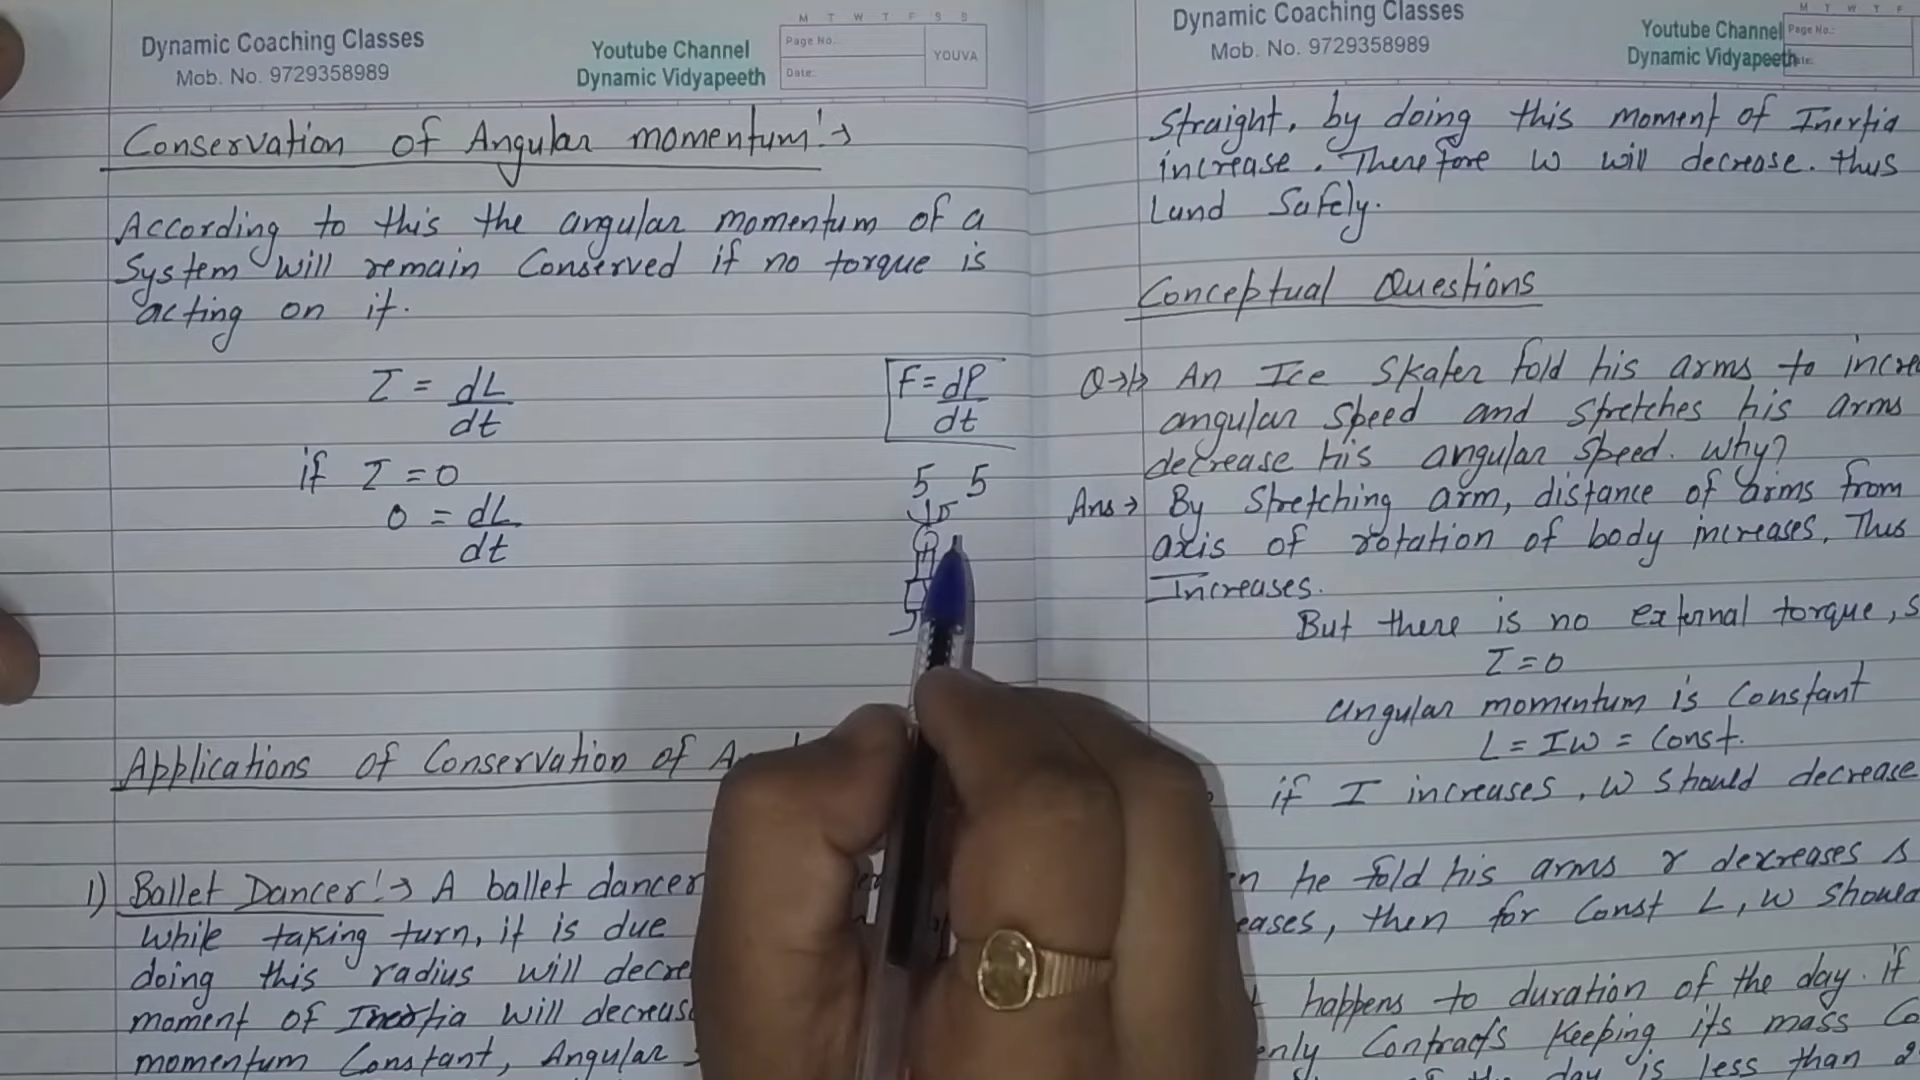 Dynamic Coaching Classes
Mob. No. 9729358989
Youtube Channel
Dynamic Vidyapeeth
M T W T F S S
Page No.:
Date:
YOUVA
Conservation of Angular momentum:→
According to this the angular momentum of a
System will remain Conserved if no torque is
acting on it.
τ = dL
dt
if τ = 0
0 = dL
dt
F = dP
dt
5 5
Applications of Conservation of
1) Ballet Dancer:→ A ballet dancer
While taking turn, it is due
doing this radius will
moment of Inertia will
momentum Constant, Angular
Dynamic Coaching Classes
Mob. No. 9729358989
Youtube Channel
Dynamic Vidyapeeth
M T W T F
Page No.:
Straight, by doing this moment of Inertia
increase. Therefore w will decrease. thus
Land Safely.
Conceptual Questions
Q→1→ An Ice Skater fold his arms to
angular speed and stretches his arms
decrease his angular speed. Why?
Ans→ By Stretching arm, distance of arms from
axis of rotation of body increases, Thus
Increases.
But there is no external torque,
τ = 0
angular momentum is Constant
L = Iw = Const.
if I increases, w should decrease
he fold his arms r decreases
then for Const L, w should
happens to duration of the day. if
Contracts Keeping its mass
day is less than